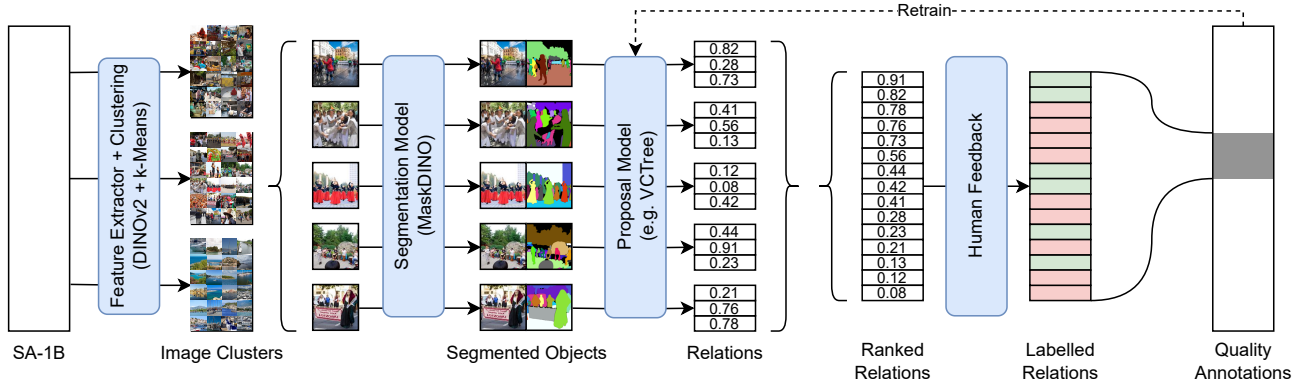 Retrain
Feature Extractor + Clustering
(DINOv2 + k-Means)
Segmentation Model
(MaskDINO)
Proposal Model
(e.g. VCTree)
0.82
0.28
0.73
0.41
0.56
0.13
0.12
0.08
0.42
0.44
0.91
0.23
0.21
0.76
0.78
0.91
0.82
0.78
0.76
0.73
0.56
0.44
0.42
0.41
0.28
0.23
0.21
0.13
0.12
0.08
Human Feedback
SA-1B
Image Clusters
Segmented Objects
Relations
Ranked
Relations
Labelled
Relations
Quality
Annotations